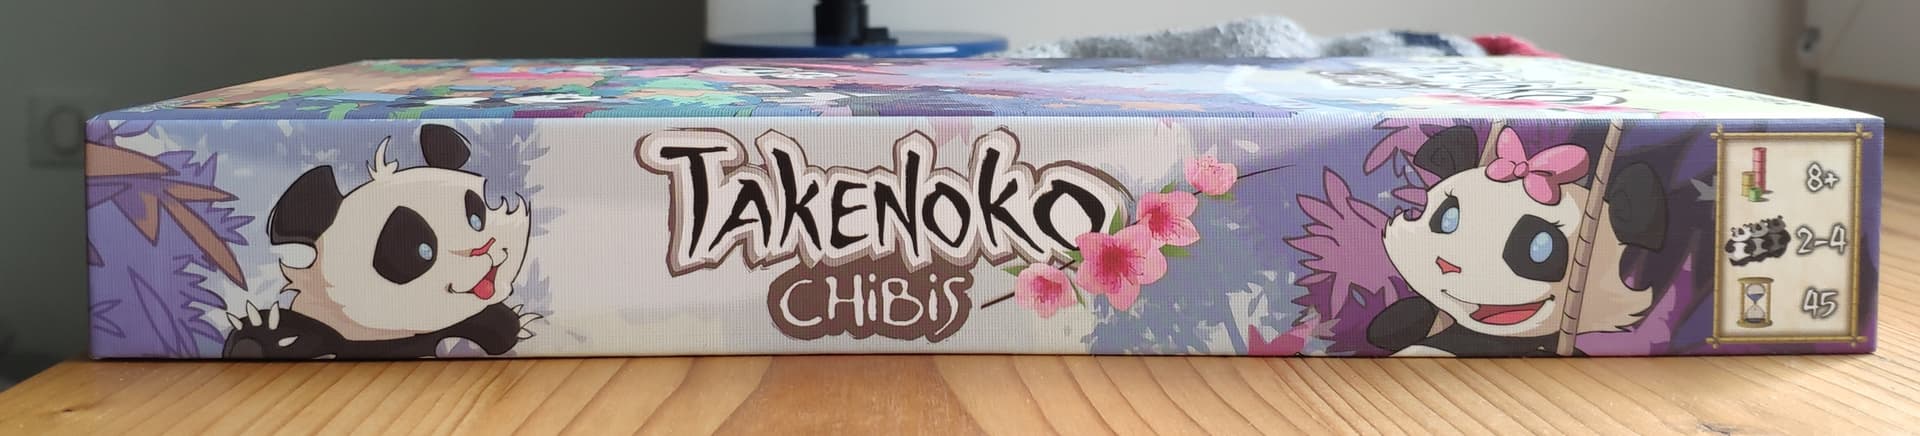 TAKENOKO
CHiBiS
8+
2-4
45